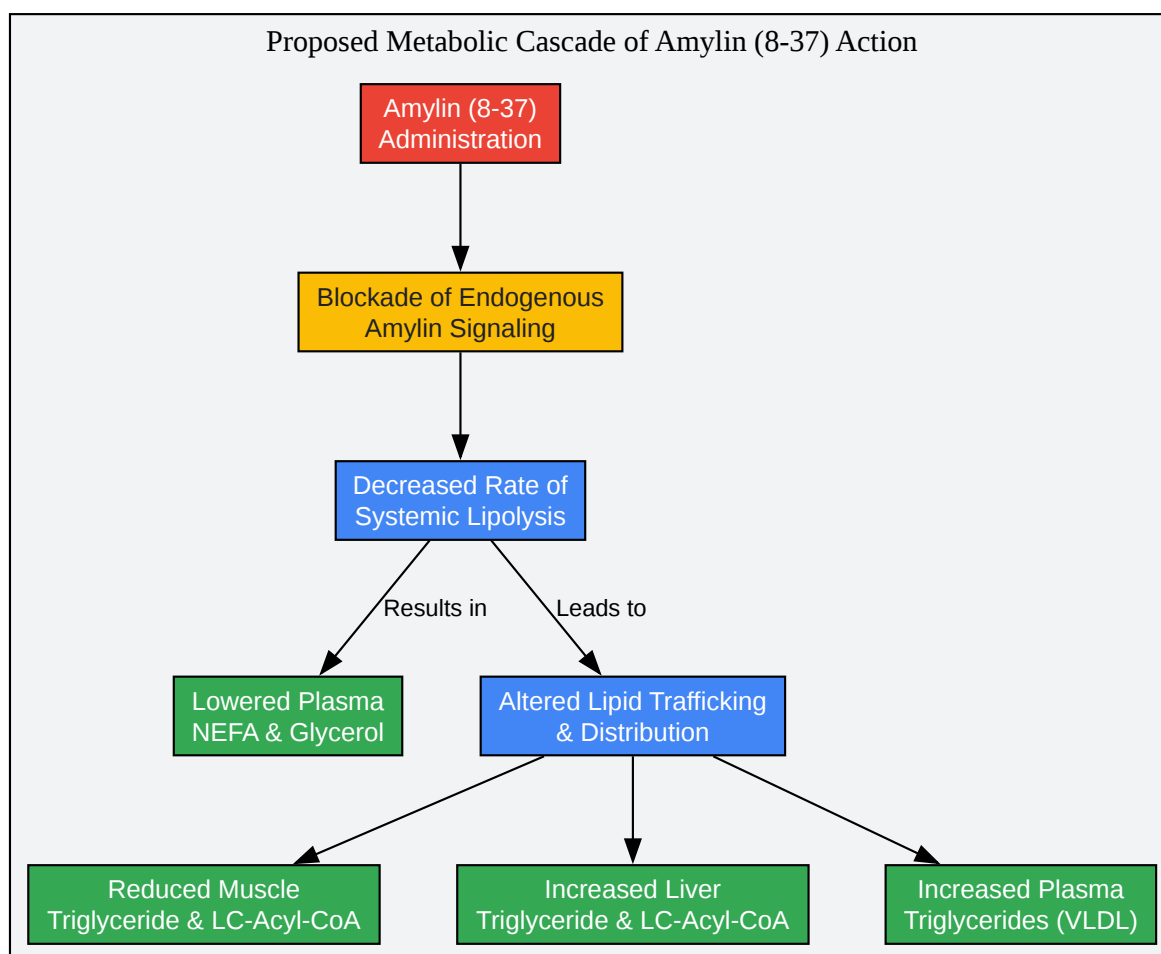 Proposed Metabolic Cascade of Amylin (8-37) Action
Amylin (8-37)
Administration
Blockade of Endogenous
Amylin Signaling
Decreased Rate of
Systemic Lipolysis
Results in
Leads to
Lowered Plasma
NEFA & Glycerol
Altered Lipid Trafficking
& Distribution
Reduced Muscle
Triglyceride & LC-Acyl-CoA
Increased Liver
Triglyceride & LC-Acyl-CoA
Increased Plasma
Triglycerides (VLDL)